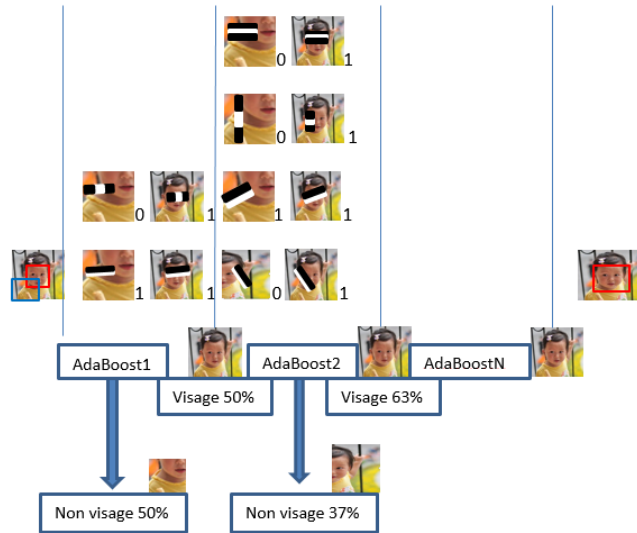 0 1
0 1
0 1 1 1
1 1 0 1
AdaBoost1 AdaBoost2 AdaBoostN
Visage 50% Visage 63%
Non visage 50% Non visage 37%